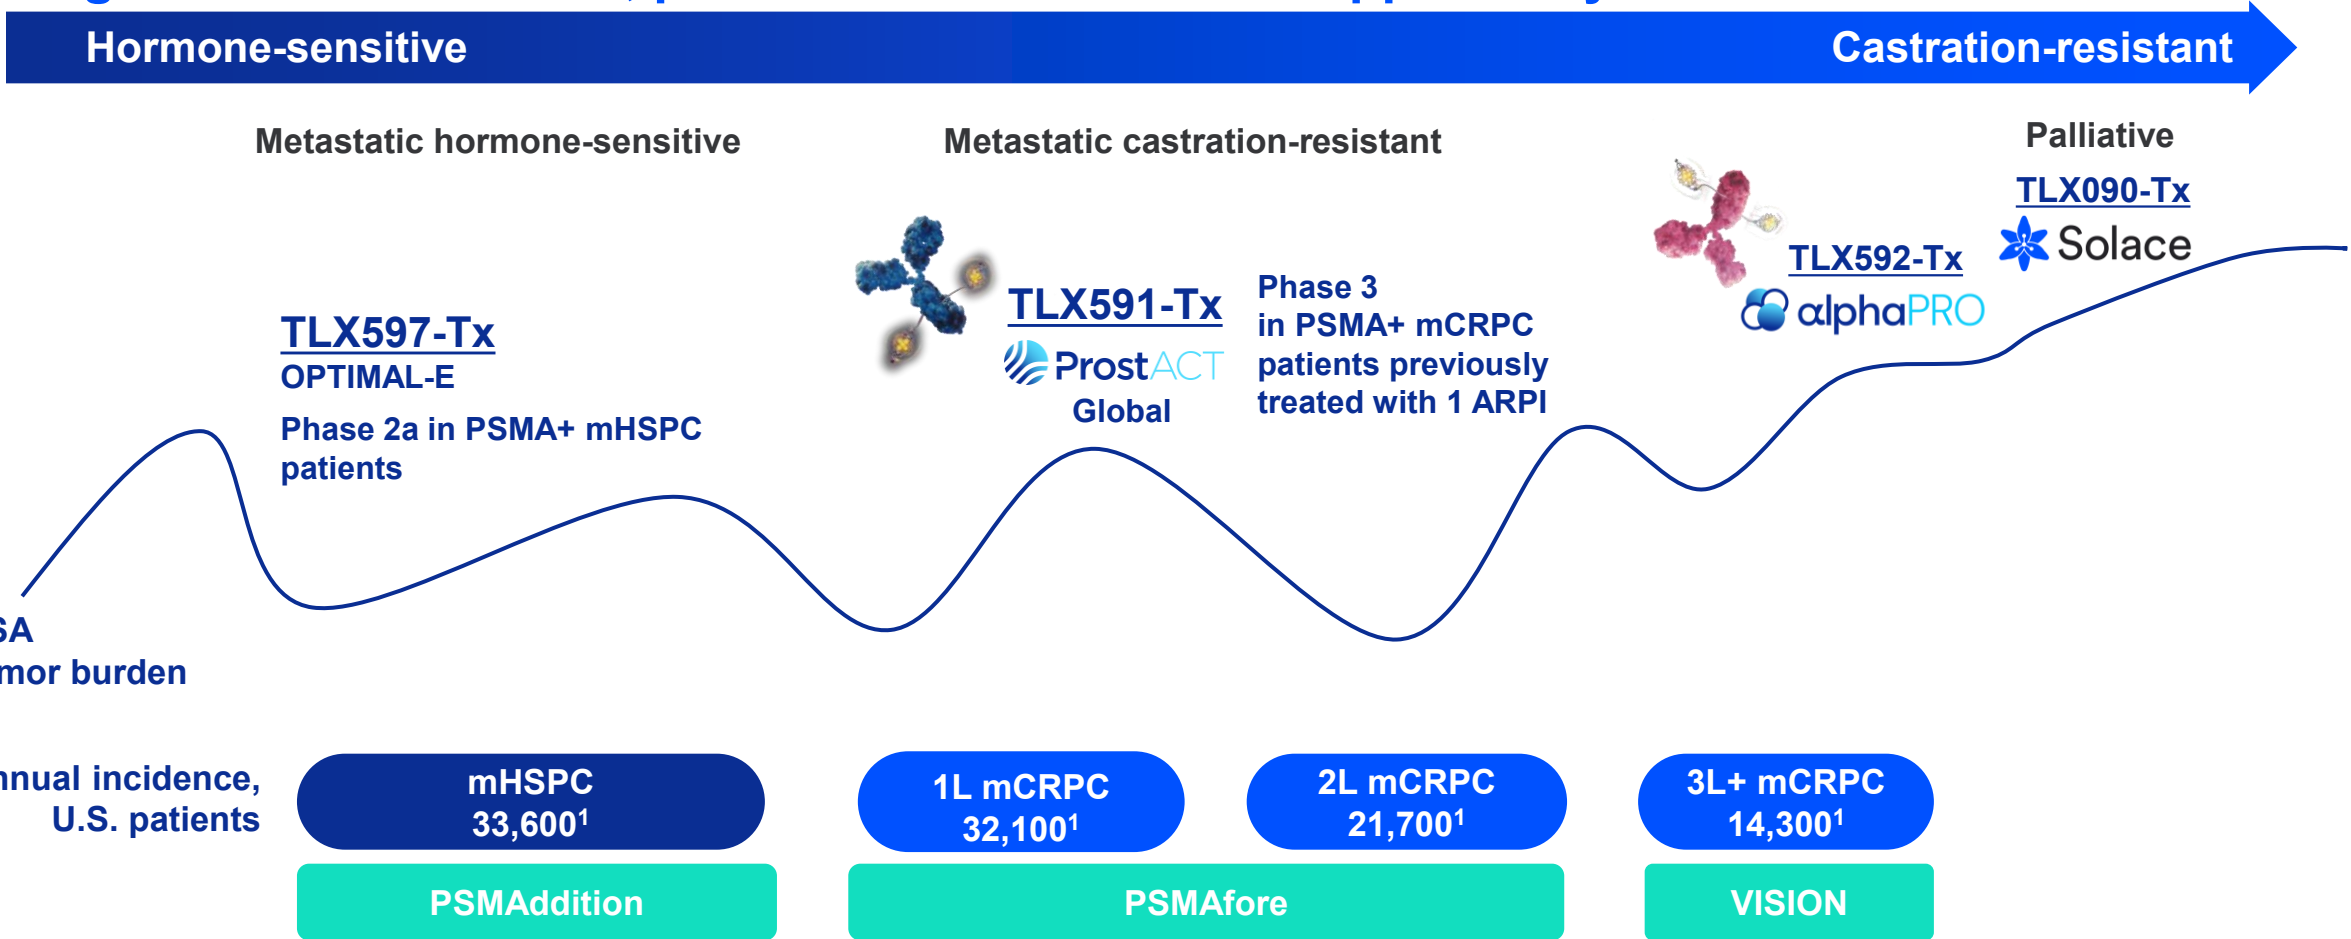 Hormone-sensitive
Castration-resistant
Metastatic hormone-sensitive
Metastatic castration-resistant
Palliative
TLX090-Tx
Solace
TLX592-Tx
αlphaPRO
TLX591-Tx
ProstACT
Global
Phase 3
in PSMA+ mCRPC
patients previously
treated with 1 ARPI
TLX597-Tx
OPTIMAL-E
Phase 2a in PSMA+ mHSPC
patients
burden
incidence,
U.S. patients
mHSPC
33,600¹
1L mCRPC
32,100¹
2L mCRPC
21,700¹
3L+ mCRPC
14,300¹
PSMAddition
PSMAfore
VISION